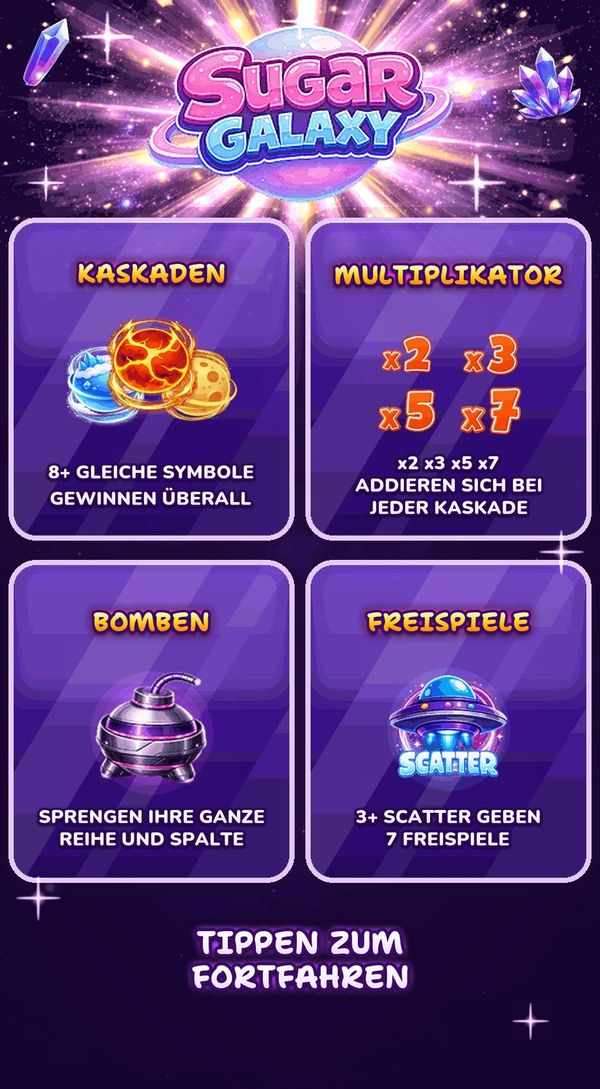 SUGAR
GALAXY
KASKADEN
8+ GLEICHE SYMBOLE
GEWINNEN ÜBERALL
MULTIPLIKATOR
x2 x3
x5 x7
x2 x3 x5 x7
ADDIEREN SICH BEI
JEDER KASKADE
BOMBEN
SPRENGEN IHRE GANZE
REIHE UND SPALTE
FREISPIELE
SCATTER
3+ SCATTER GEBEN
7 FREISPIELE
TIPPEN ZUM
FORTFAHREN